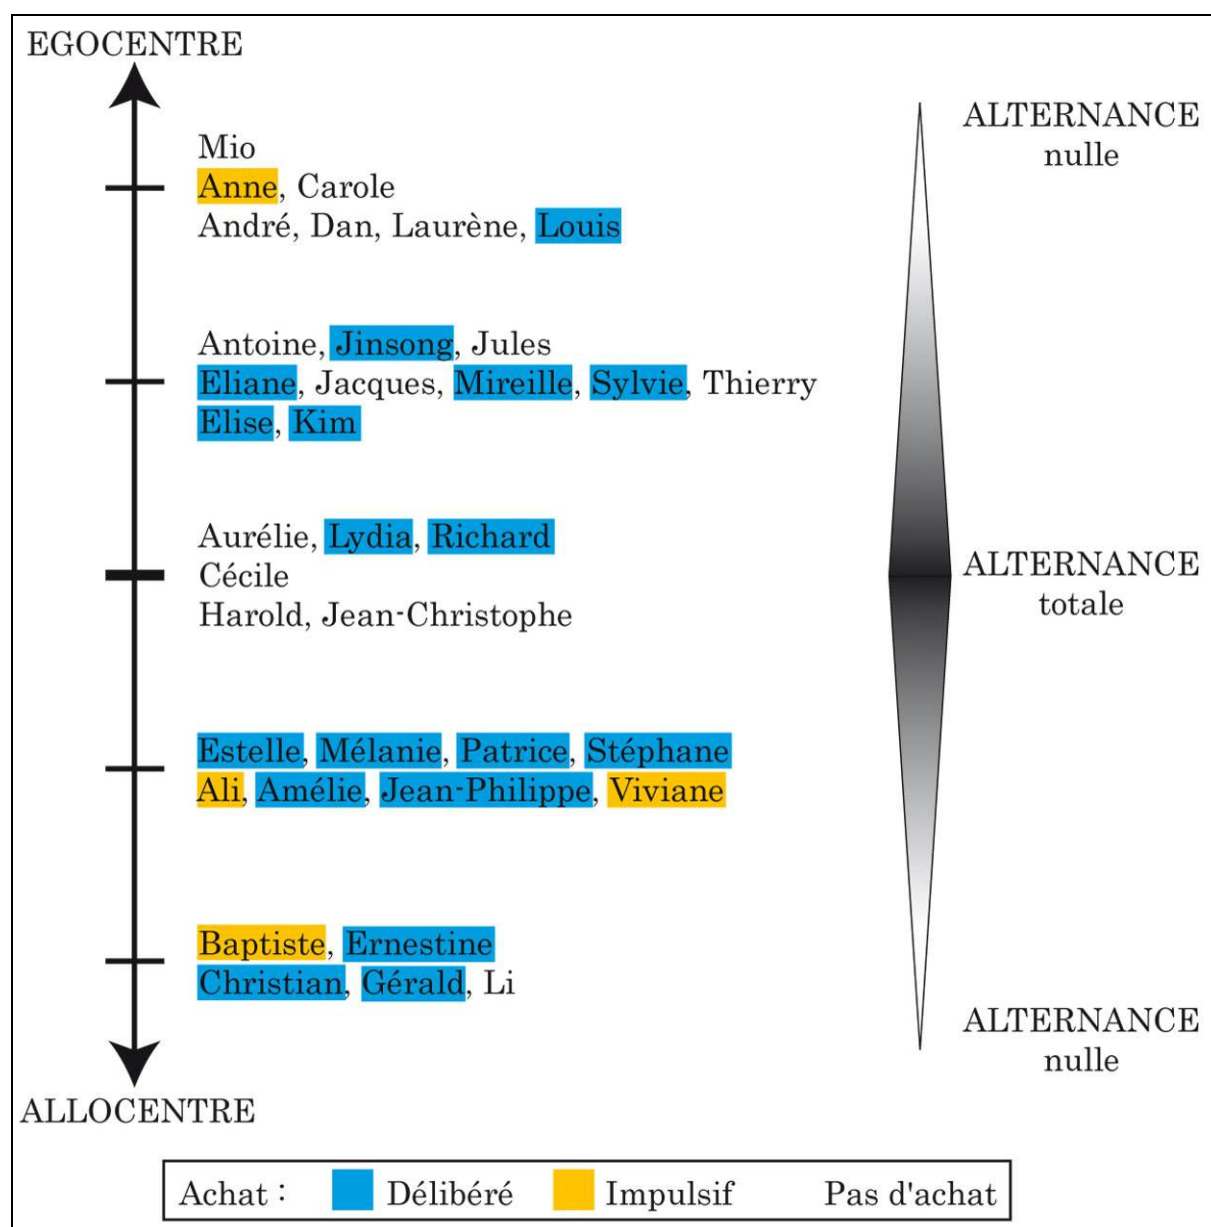 EGOCENTRE
ALTERNANCE
nulle
Mio
Anne, Carole
André, Dan, Laurène, Louis
Antoine, Jinsong, Jules
Eliane, Jacques, Mireille, Sylvie, Thierry
Elise, Kim
Aurélie, Lydia, Richard
Cécile
Harold, Jean-Christophe
ALTERNANCE
totale
Estelle, Mélanie, Patrice, Stéphane
Ali, Amélie, Jean-Philippe, Viviane
Baptiste, Ernestine
Christian, Gérald, Li
ALTERNANCE
nulle
ALLOCENTRE
Achat : Délibéré Impulsif Pas d'achat